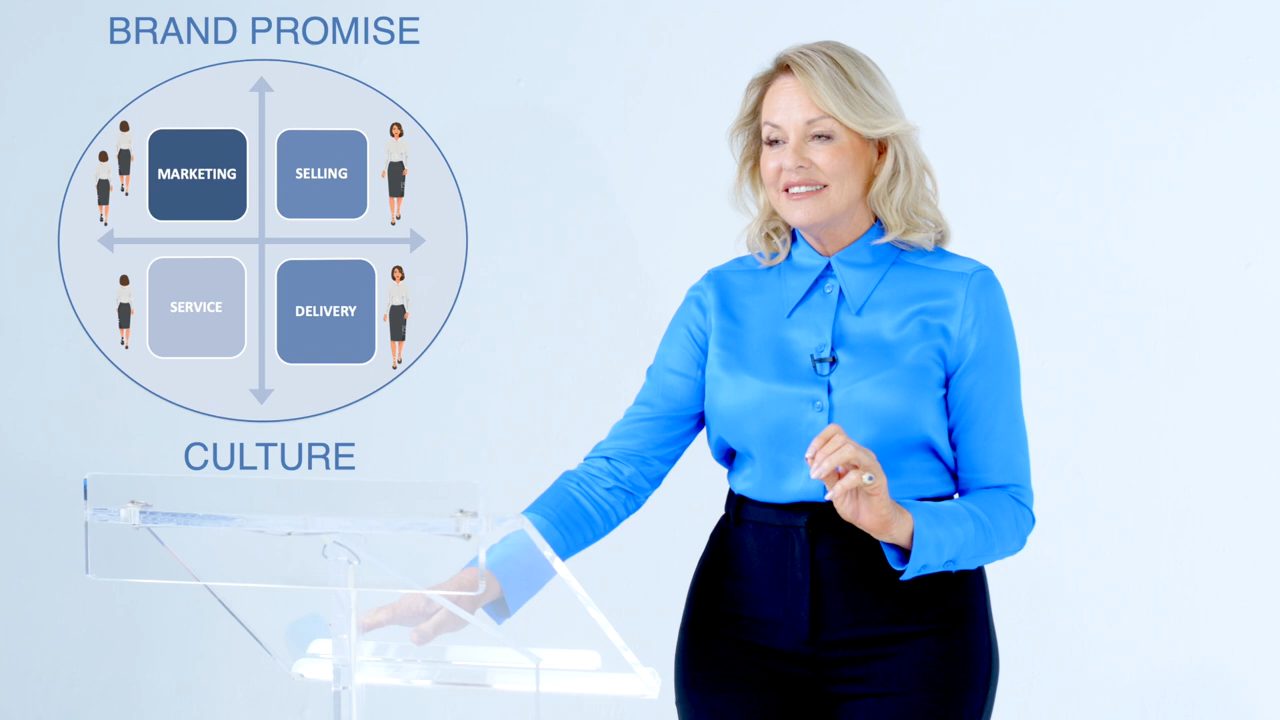 BRAND PROMISE
MARKETING
SELLING
SERVICE
DELIVERY
CULTURE